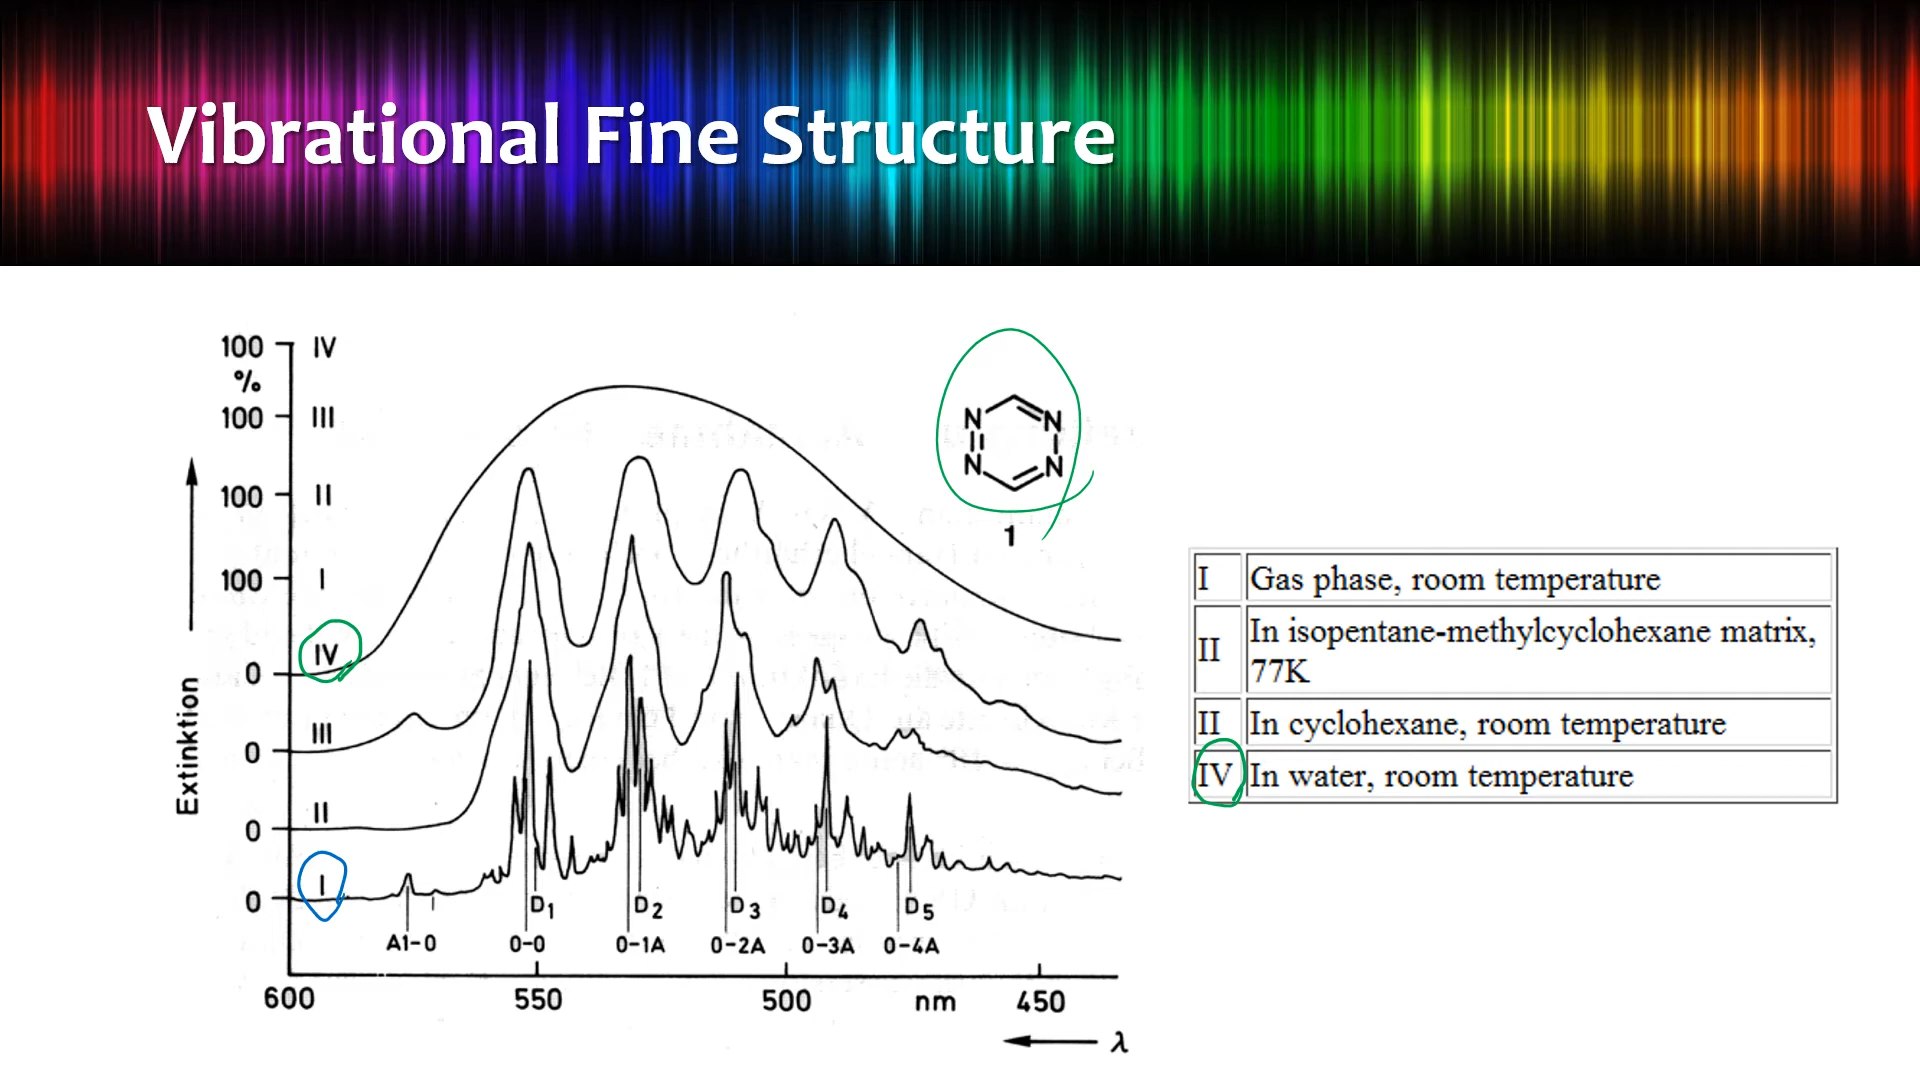 Vibrational Fine Structure
100 IV
%
100 III
100 II
100 I
IV
0
III
0
II
0
I
0
Extinktion
N N
N N
1
D1 D2 D3 D4 D5
A1-0 0-0 0-1A 0-2A 0-3A 0-4A
600 550 500 nm 450
λ
I Gas phase, room temperature
II In isopentane-methylcyclohexane matrix,
77K
II In cyclohexane, room temperature
IV In water, room temperature